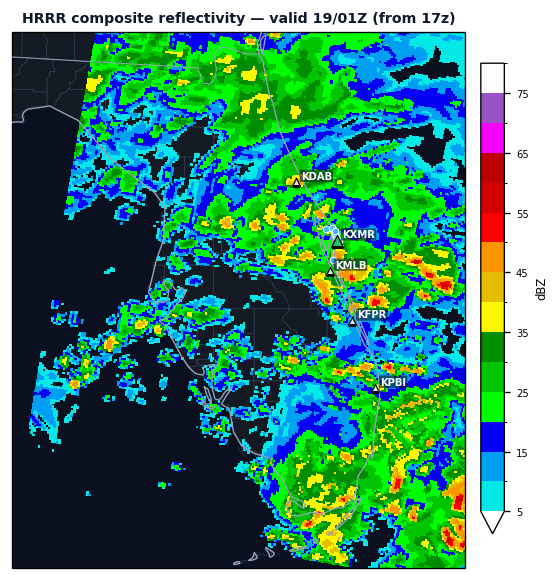 HRRR composite reflectivity — valid 19/01Z (from 17z)
KDAB
KXMR
KMLB
KFPR
KPBI
75
65
55
45
35
25
15
5
dBZ